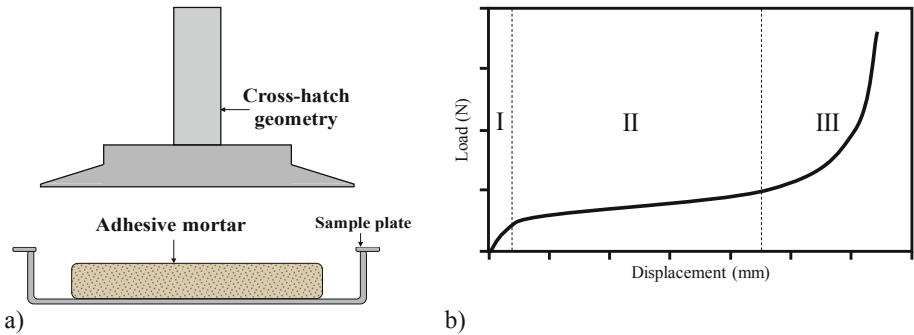 Cross-hatch
geometry
Adhesive mortar
Sample plate
a)
Load (N)
I
II
III
Displacement (mm)
b)